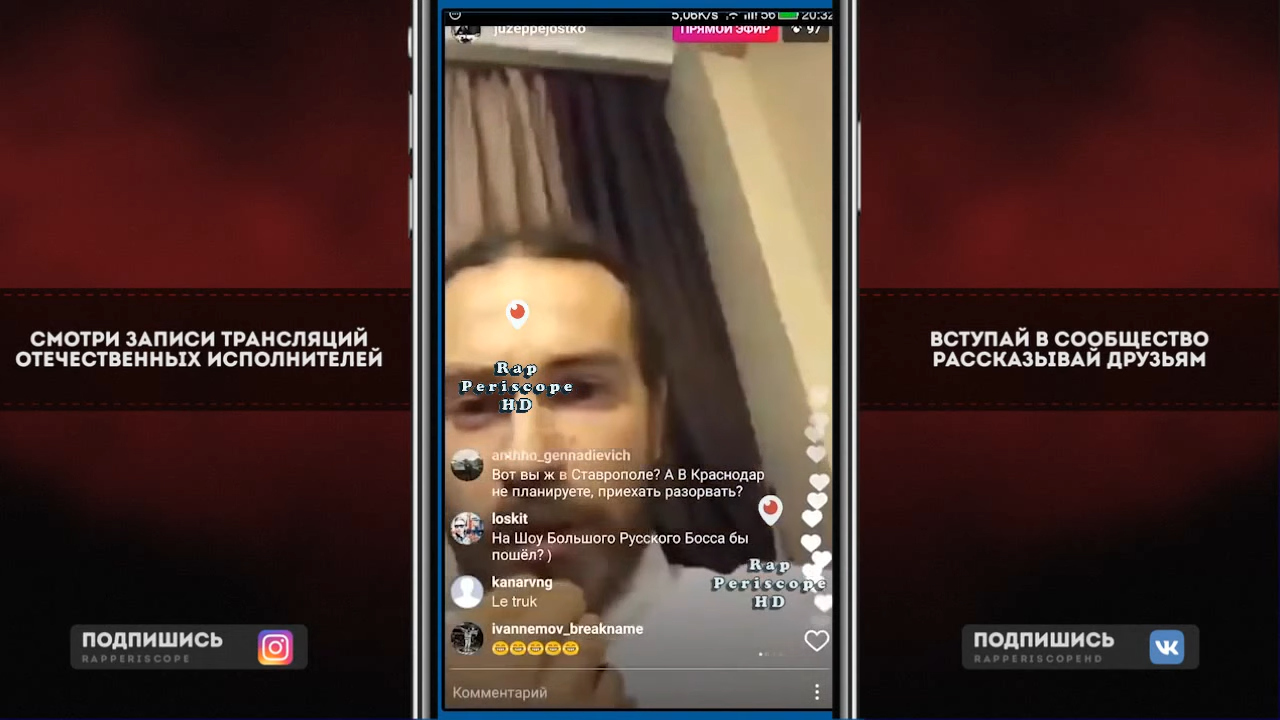 5,06K/s
56
20:32
juzeppejostko
ПРЯМОЙ ЭФИР
97
СМОТРИ ЗАПИСИ ТРАНСЛЯЦИЙ
ОТЕЧЕСТВЕННЫХ ИСПОЛНИТЕЛЕЙ
ВСТУПАЙ В СООБЩЕСТВО
РАССКАЗЫВАЙ ДРУЗЬЯМ
Rap
Periscope
HD
gennadievich
Вот вы ж в Ставрополе? А В Краснодар
не планируете, приехать разорвать?
loskit
На Шоу Большого Русского Босса бы
пошёл? )
Rap
Periscope
HD
kanarvng
Le truk
ivannemov_breakname
Комментарий
ПОДПИШИСЬ
RAPPERISCOPE
ПОДПИШИСЬ
RAPPERISCOPEHD